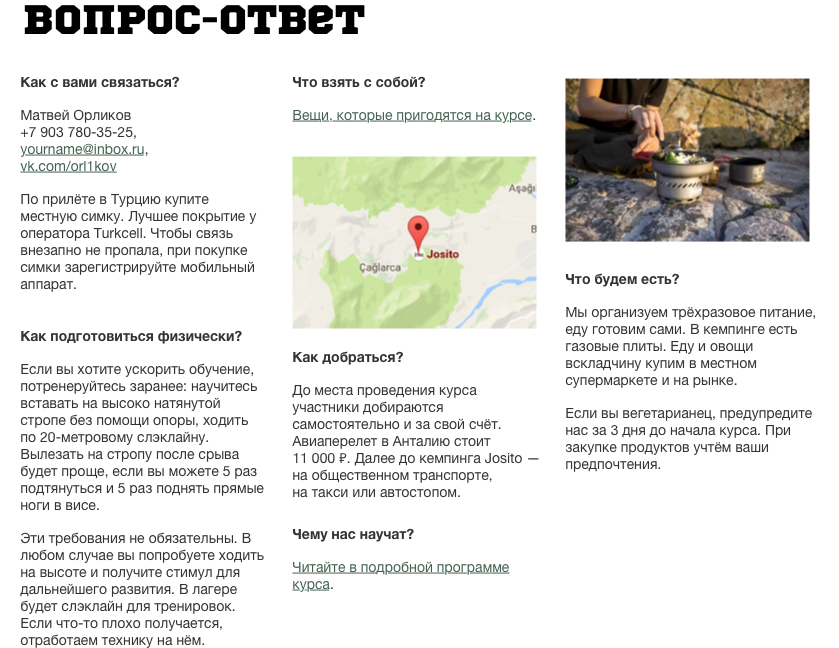 вопрос-ответ
Как с вами связаться?
Матвей Орликов
+7 903 780-35-25,
yourname@inbox.ru,
vk.com/orl1kov
По прилёте в Турцию купите
местную симку. Лучшее покрытие у
оператора Turkcell. Чтобы связь
внезапно не пропала, при покупке
симки зарегистрируйте мобильный
аппарат.
Как подготовиться физически?
Если вы хотите ускорить обучение,
потренеруйтесь заранее: научитесь
вставать на высоко натянутой
стропе без помощи опоры, ходить
по 20-метровому слэклайну.
Вылезать на стропу после срыва
будет проще, если вы можете 5 раз
подтянуться и 5 раз поднять прямые
ноги в висе.
Эти требования не обязательны. В
любом случае вы попробуете ходить
на высоте и получите стимул для
дальнейшего развития. В лагере
будет слэклайн для тренировок.
Если что-то плохо получается,
отработаем технику на нём.
Что взять с собой?
Вещи, которые пригодятся на курсе.
Aşağı
B
Josito
Çağlarca
Как добраться?
До места проведения курса
участники добираются
самостоятельно и за свой счёт.
Авиаперелет в Анталию стоит
11 000 ₽. Далее до кемпинга Josito —
на общественном транспорте,
на такси или автостопом.
Чему нас научат?
Читайте в подробной программе
курса.
Что будем есть?
Мы организуем трёхразовое питание,
еду готовим сами. В кемпинге есть
газовые плиты. Еду и овощи
вскладчину купим в местном
супермаркете и на рынке.
Если вы вегетарианец, предупредите
нас за 3 дня до начала курса. При
закупке продуктов учтём ваши
предпочтения.